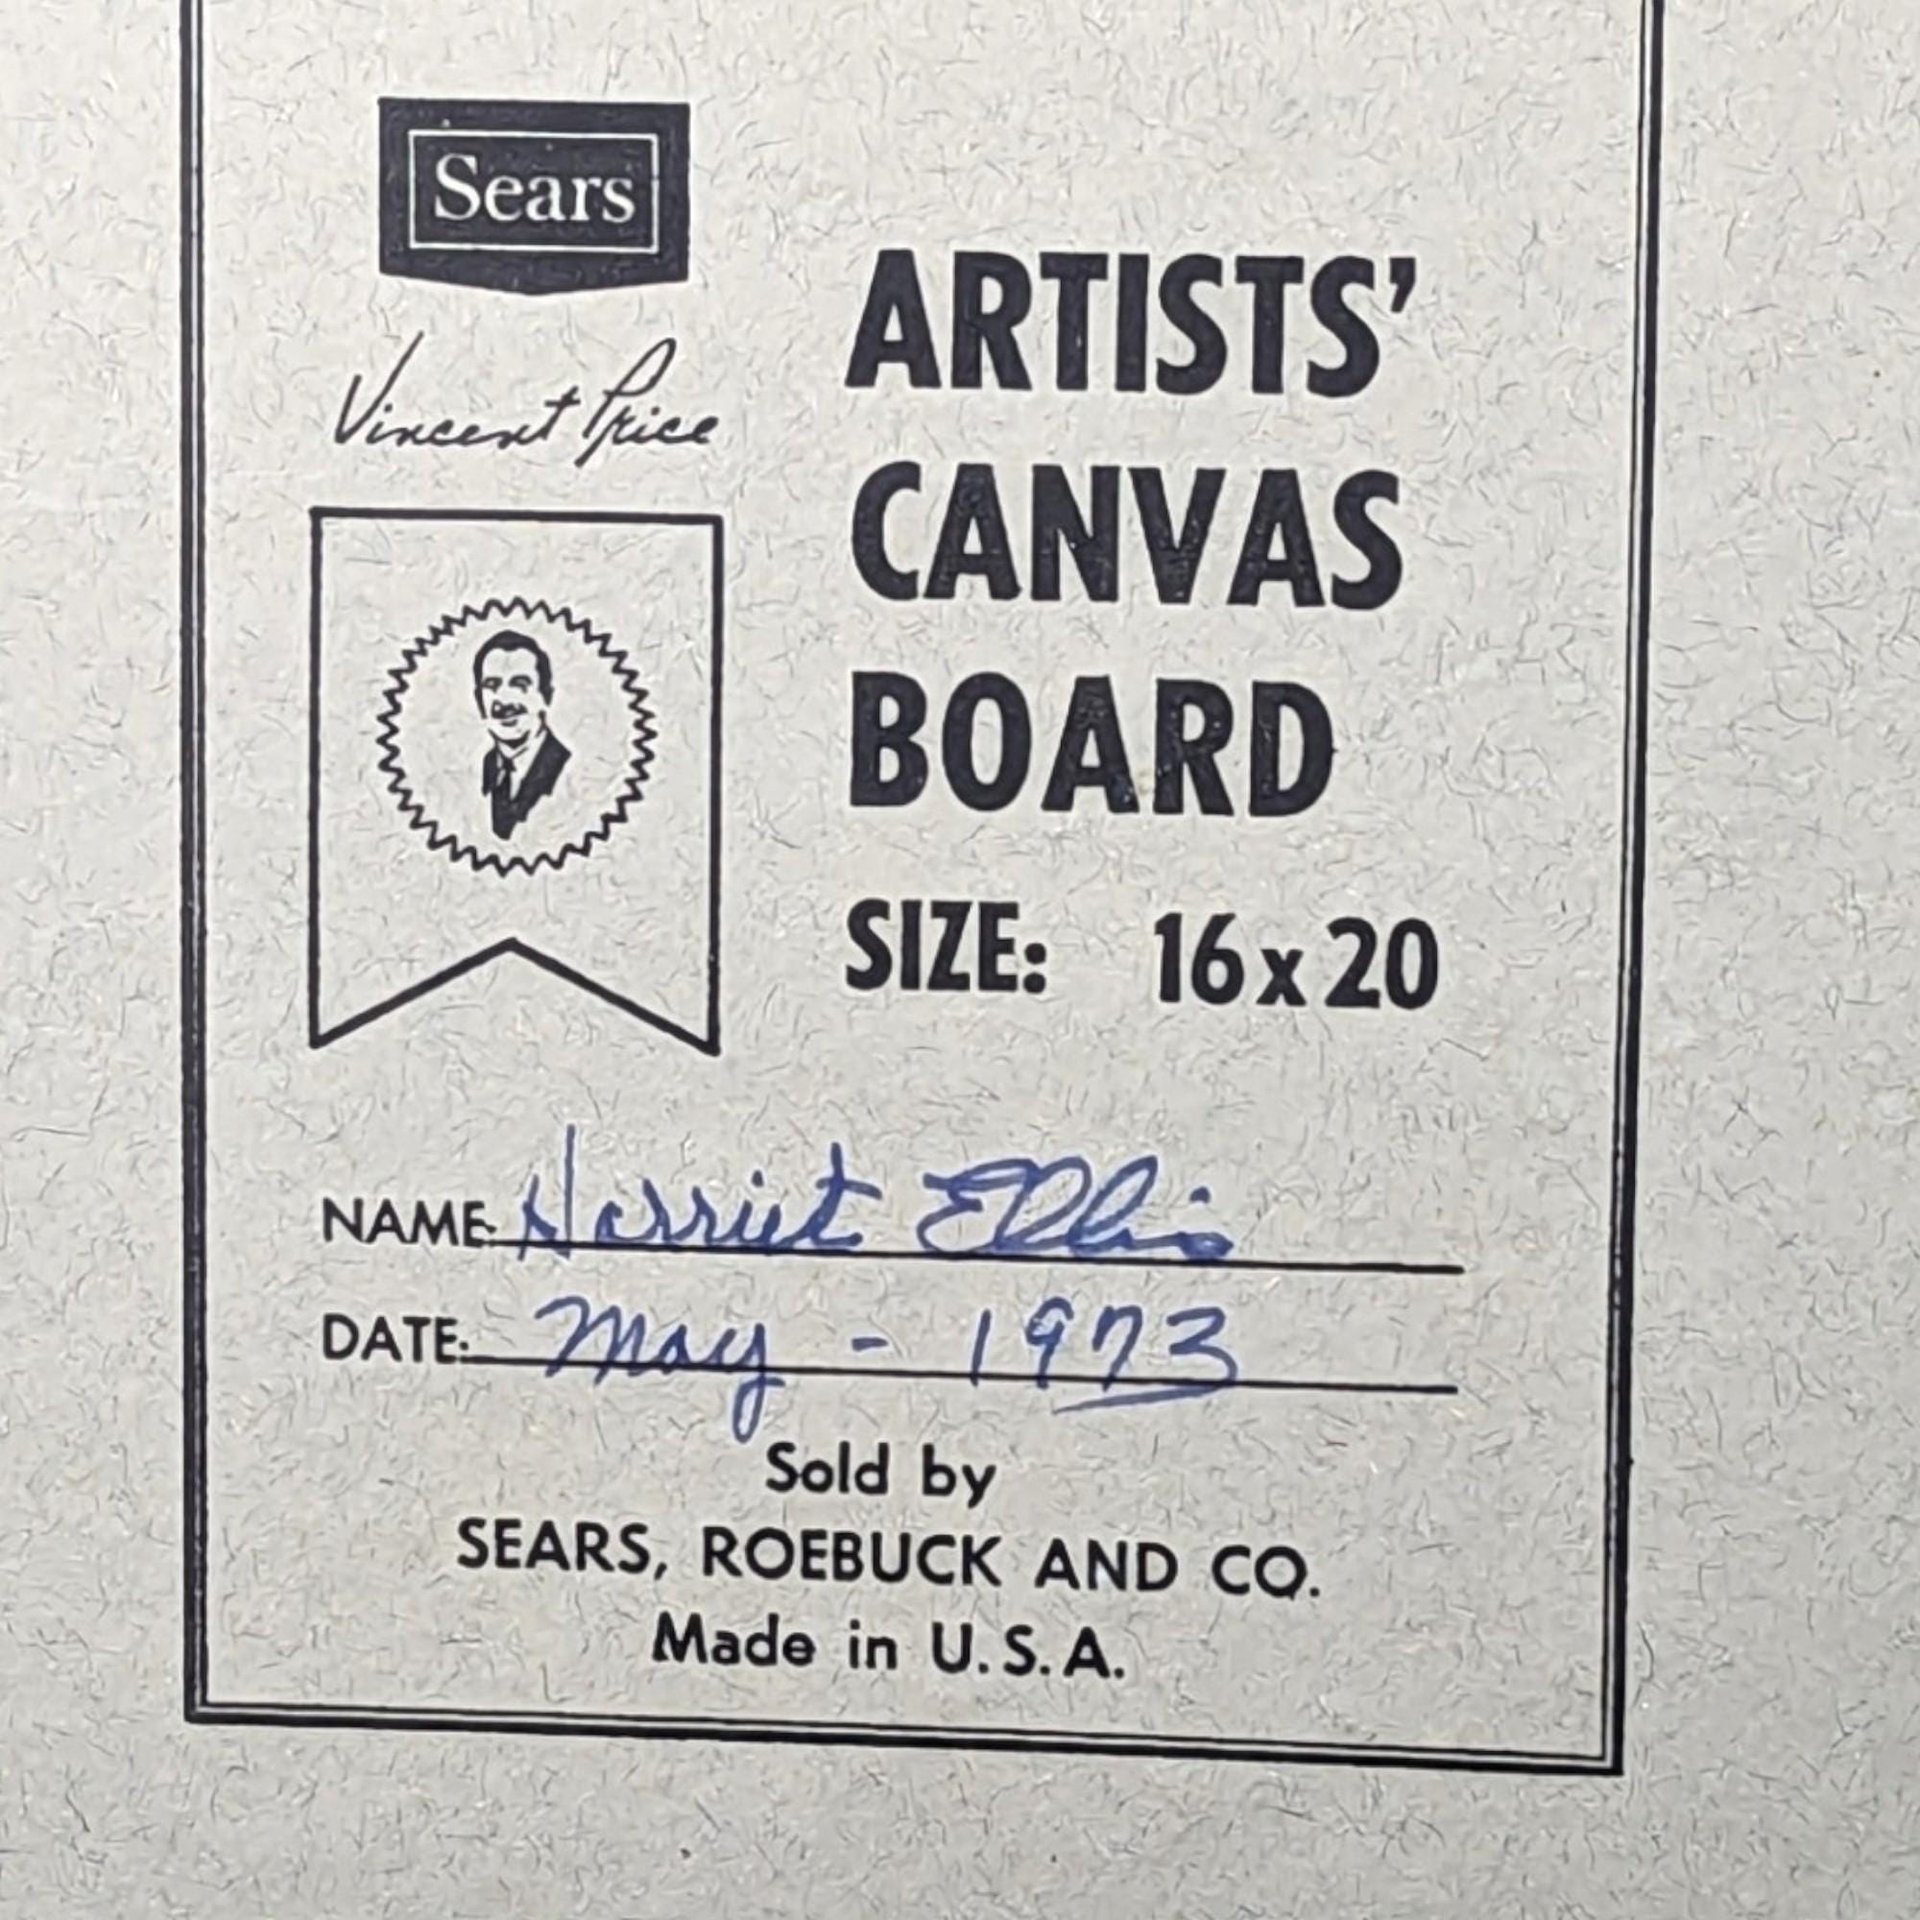 Sears
Vincent Price
ARTISTS'
CANVAS
BOARD
SIZE: 16 x 20
NAME: Harriet Ellis
DATE: May - 1973
Sold by
SEARS, ROEBUCK AND CO.
Made in U.S.A.